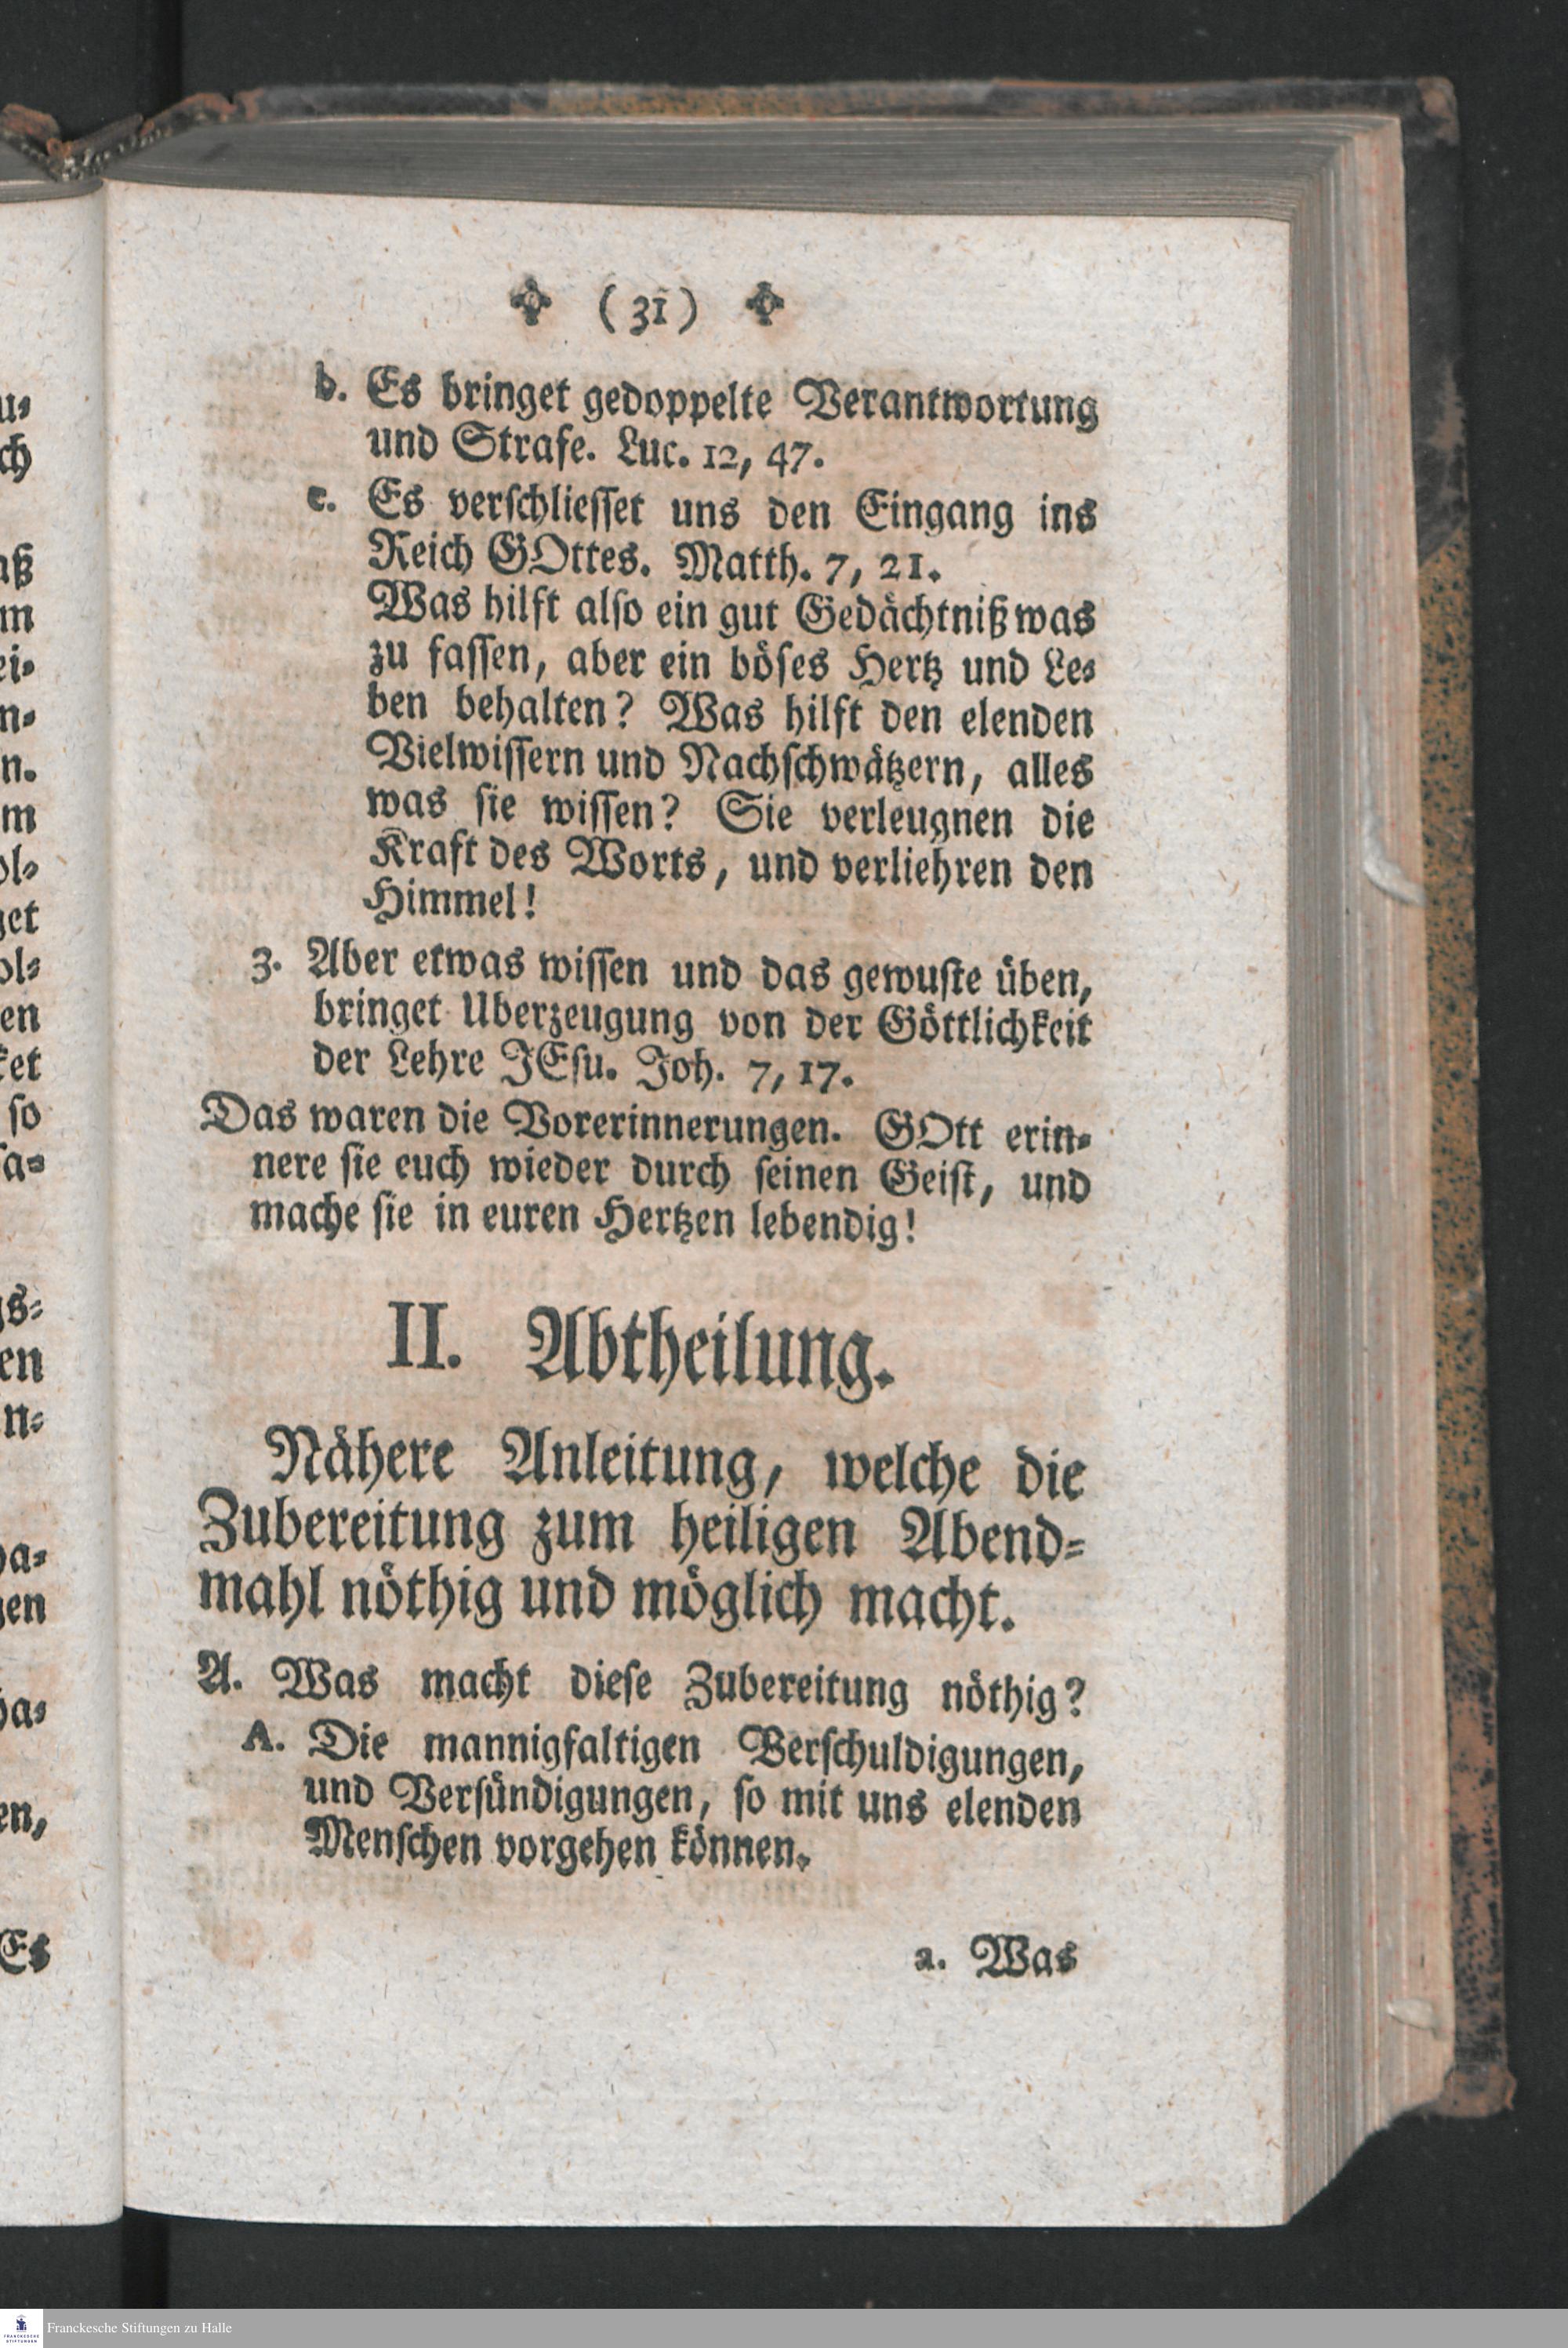 (31)
b. Es bringet gedoppelte Verantwortung
und Strafe. Luc. 12, 47.
c. Es verſchlieſſet uns den Eingang ins
Reich GOttes. Matth. 7, 21.
Was hilft alſo ein gut Gedächtniß was
zu faſſen, aber ein böſes Hertz und Le-
ben behalten? Was hilft den elenden
Vielwiſſern und Nachſchwätzern, alles
was ſie wiſſen? Sie verleugnen die
Kraft des Worts, und verliehren den
Himmel!
3. Aber etwas wiſſen und das gewuſte üben,
bringet Uberzeugung von der Göttlichkeit
der Lehre JEſu. Joh. 7, 17.
Das waren die Vorerinnerungen. GOtt erin-
nere ſie euch wieder durch ſeinen Geiſt, und
mache ſie in euren Hertzen lebendig!
II. Abtheilung.
Nähere Anleitung, welche die
Zubereitung zum heiligen Abend-
mahl nöthig und möglich macht.
A. Was macht dieſe Zubereitung nöthig?
A. Die mannigfaltigen Verſchuldigungen,
und Verſündigungen, ſo mit uns elenden
Menſchen vorgehen können.
a. Was
Franckesche Stiftungen zu Halle